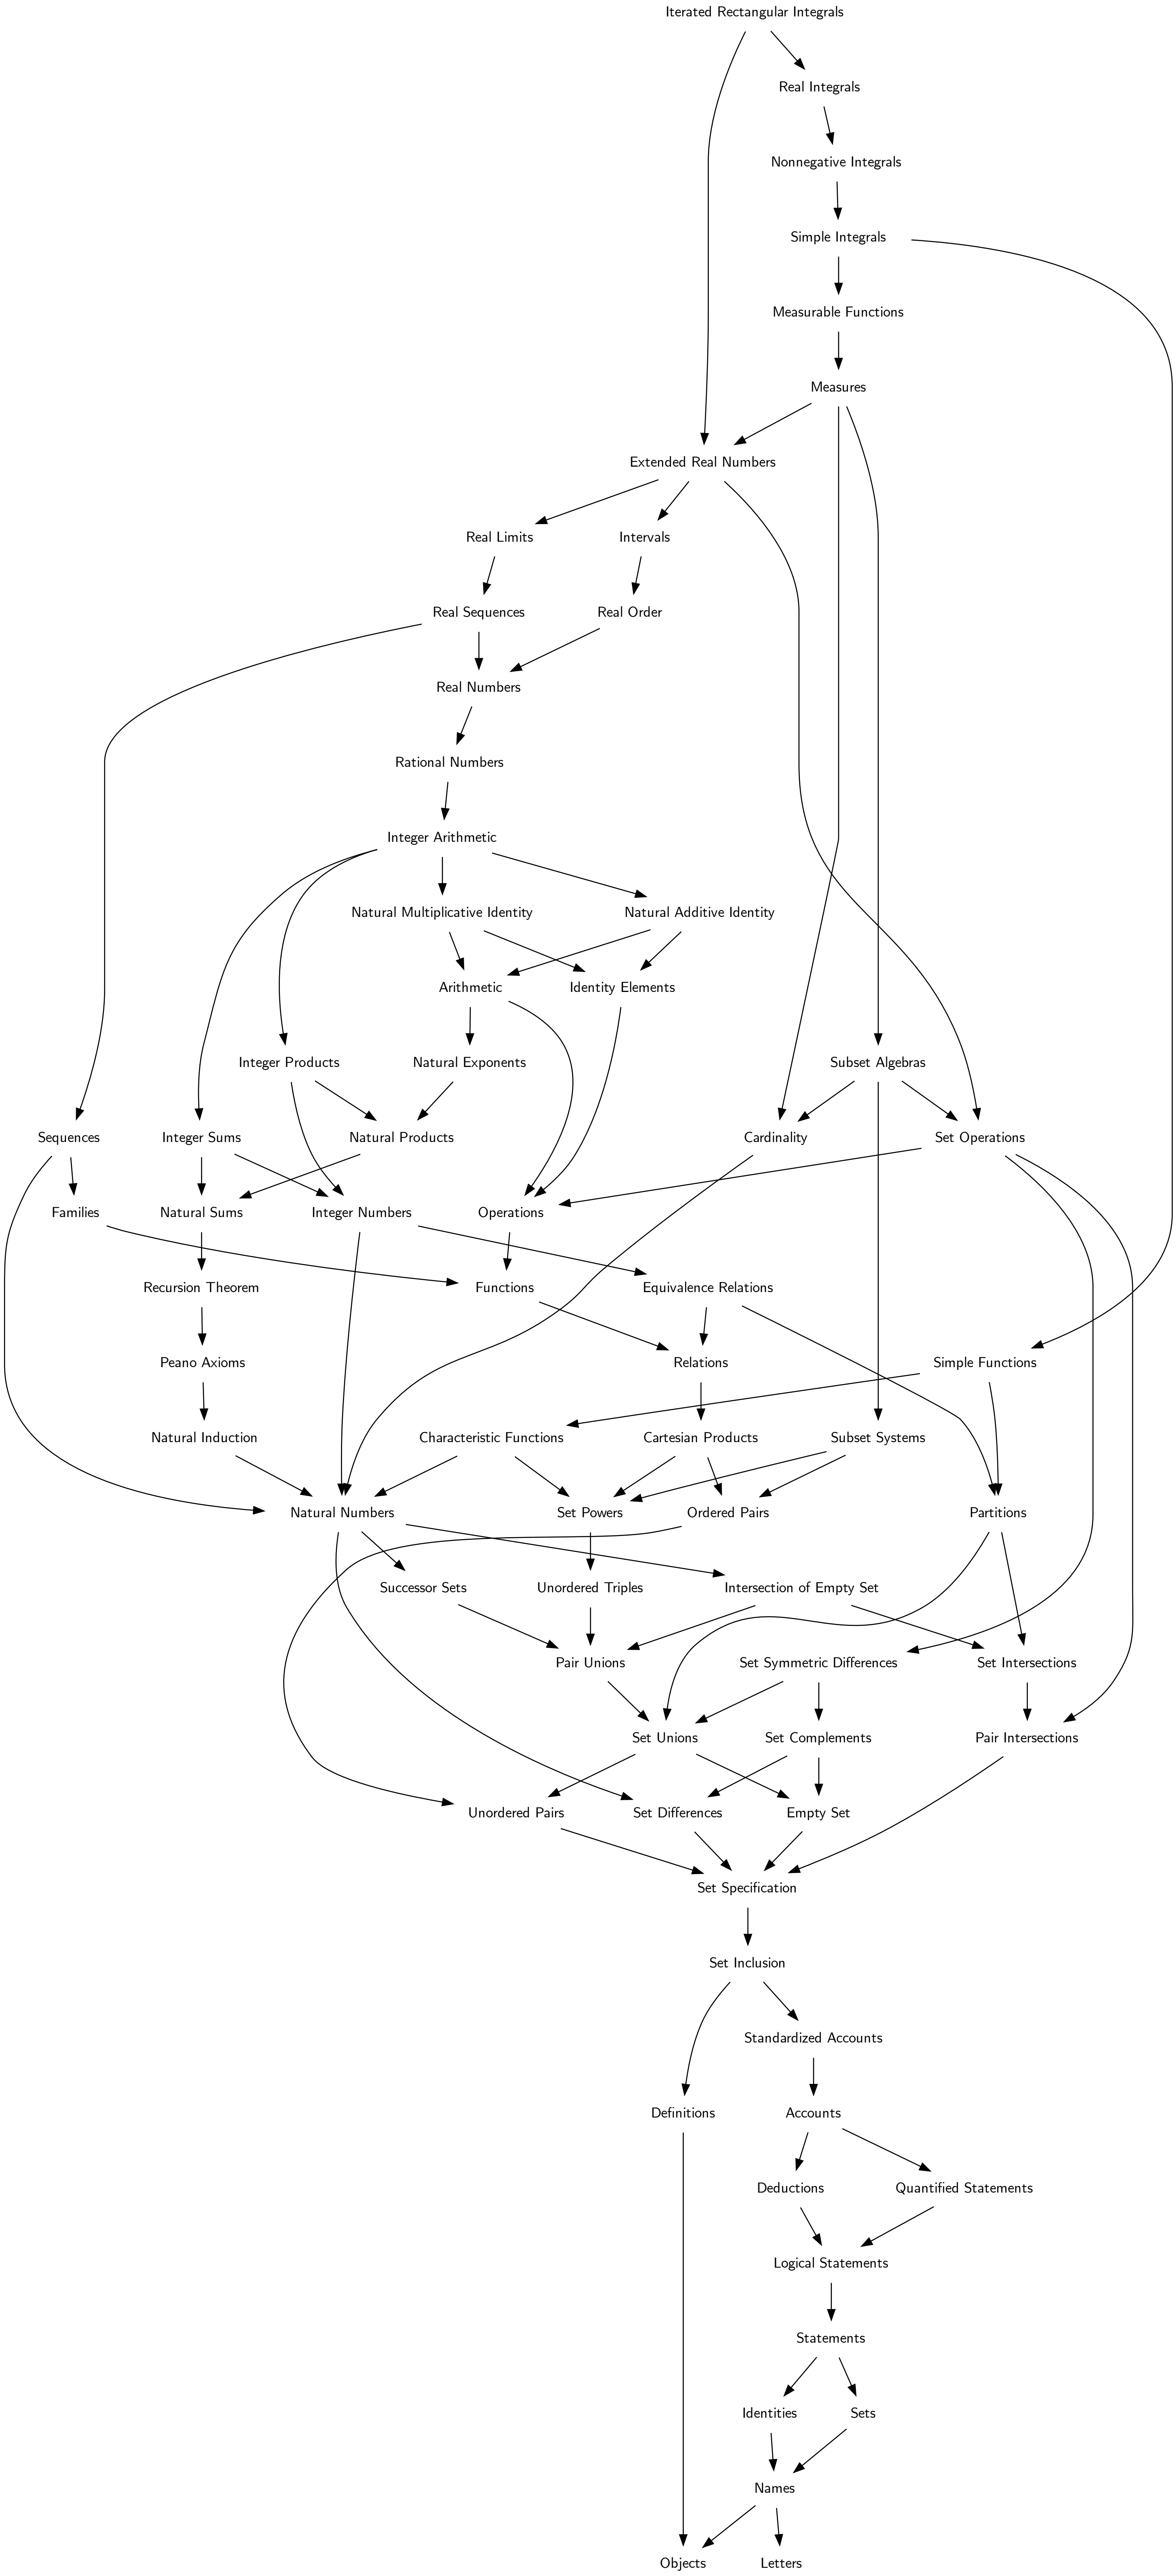 Iterated Rectangular Integrals
Real Integrals
Nonnegative Integrals
Simple Integrals
Measurable Functions
Measures
Extended Real Numbers
Real Limits
Intervals
Real Sequences
Real Order
Real Numbers
Rational Numbers
Integer Arithmetic
Natural Multiplicative Identity
Natural Additive Identity
Arithmetic
Identity Elements
Integer Products
Natural Exponents
Subset Algebras
Sequences
Integer Sums
Natural Products
Cardinality
Set Operations
Families
Natural Sums
Integer Numbers
Operations
Recursion Theorem
Functions
Equivalence Relations
Peano Axioms
Relations
Simple Functions
Natural Induction
Characteristic Functions
Cartesian Products
Subset Systems
Natural Numbers
Set Powers
Ordered Pairs
Partitions
Successor Sets
Unordered Triples
Intersection of Empty Set
Pair Unions
Set Symmetric Differences
Set Intersections
Set Unions
Set Complements
Pair Intersections
Unordered Pairs
Set Differences
Empty Set
Set Specification
Set Inclusion
Standardized Accounts
Definitions
Accounts
Deductions
Quantified Statements
Logical Statements
Statements
Identities
Sets
Names
Objects
Letters